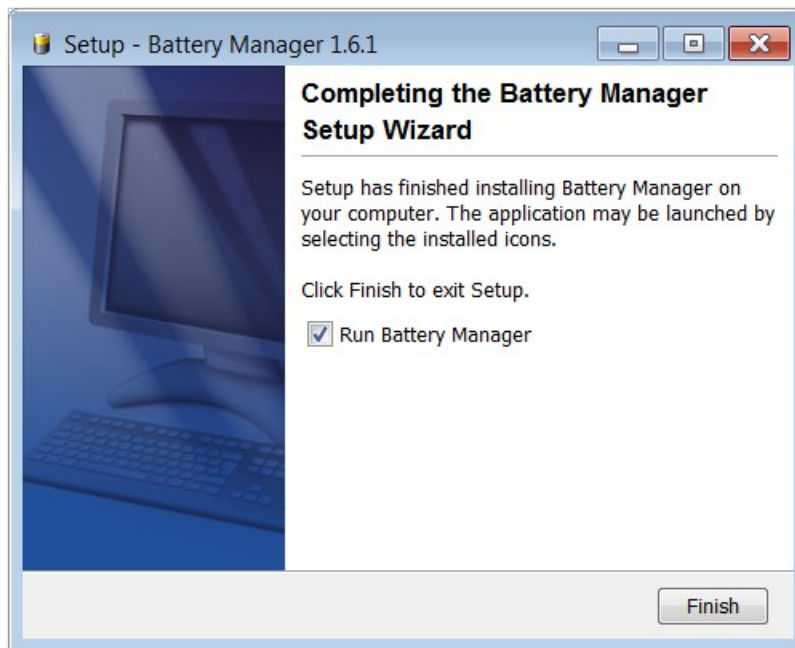 Setup - Battery Manager 1.6.1
Completing the Battery Manager
Setup Wizard
Setup has finished installing Battery Manager on
your computer. The application may be launched by
selecting the installed icons.
Click Finish to exit Setup.
Run Battery Manager
Finish